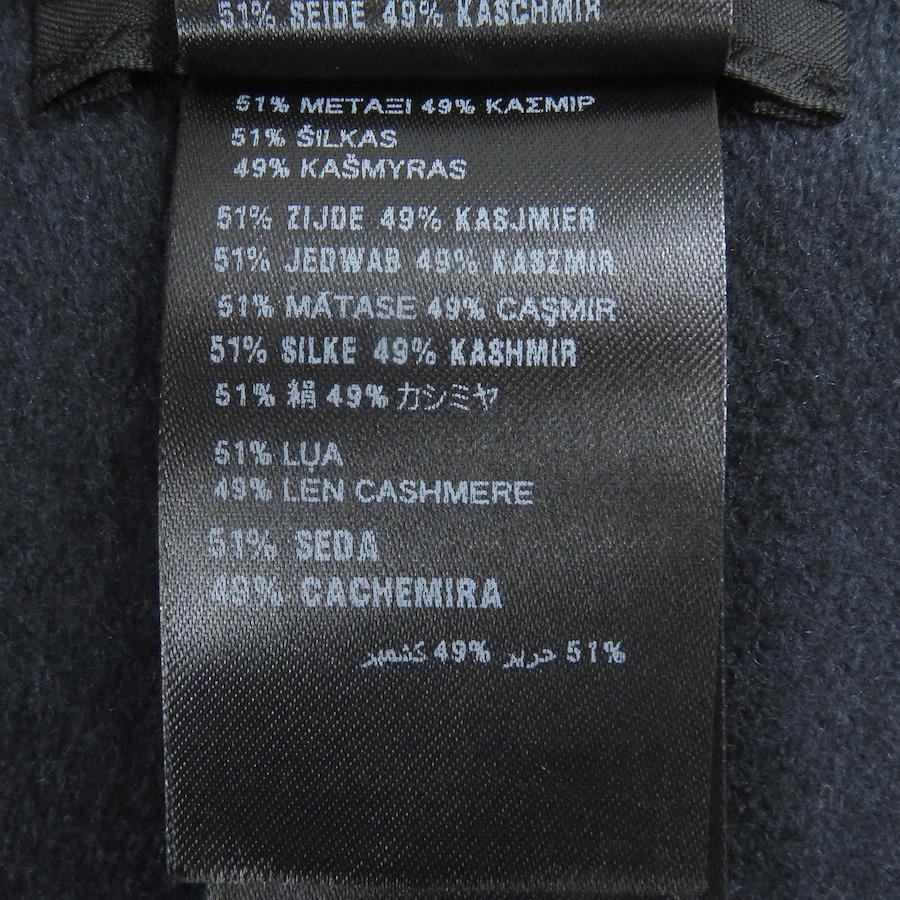 51% SEIDE 49% KASCHMIR
51% ΜΕΤΑΞΙ 49% ΚΑΣΜΙΡ
51% ŠILKAS
49% KAŠMYRAS
51% ZIJDE 49% KASJMIER
51% JEDWAB 49% KASZMIR
51% MĂTASE 49% CAŞMIR
51% SILKE 49% KASHMIR
51% 絹 49% カシミヤ
51% LỤA
49% LEN CASHMERE
51% SEDA
49% CACHEMIRA
51% حرير 49% كشمير